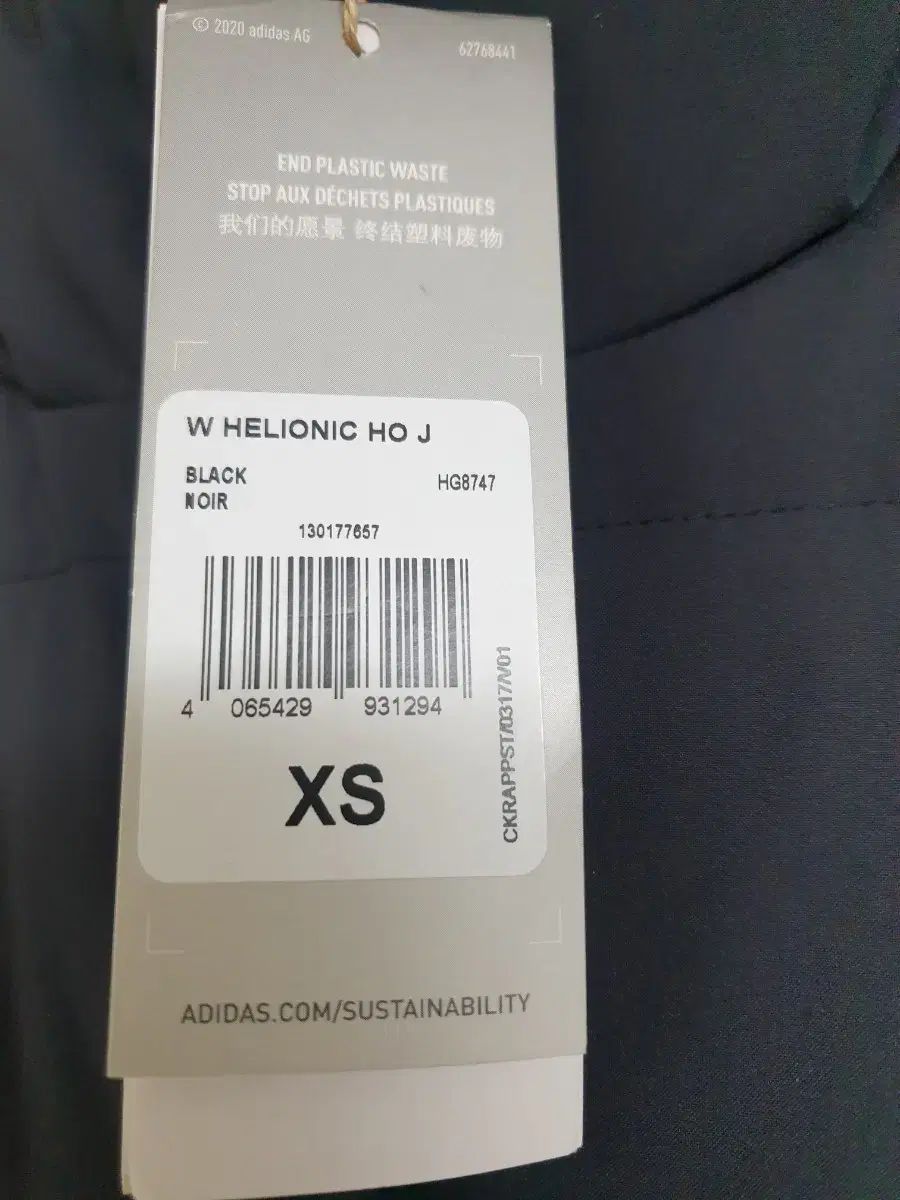 © 2020 adidas AG
62768441
END PLASTIC WASTE
STOP AUX DÉCHETS PLASTIQUES
我们的愿景 终结塑料废物
W HELIONIC HO J
BLACK
NOIR
HG8747
130177657
4 065429 931294
XS
CKRAPPST/0317/V01
ADIDAS.COM/SUSTAINABILITY